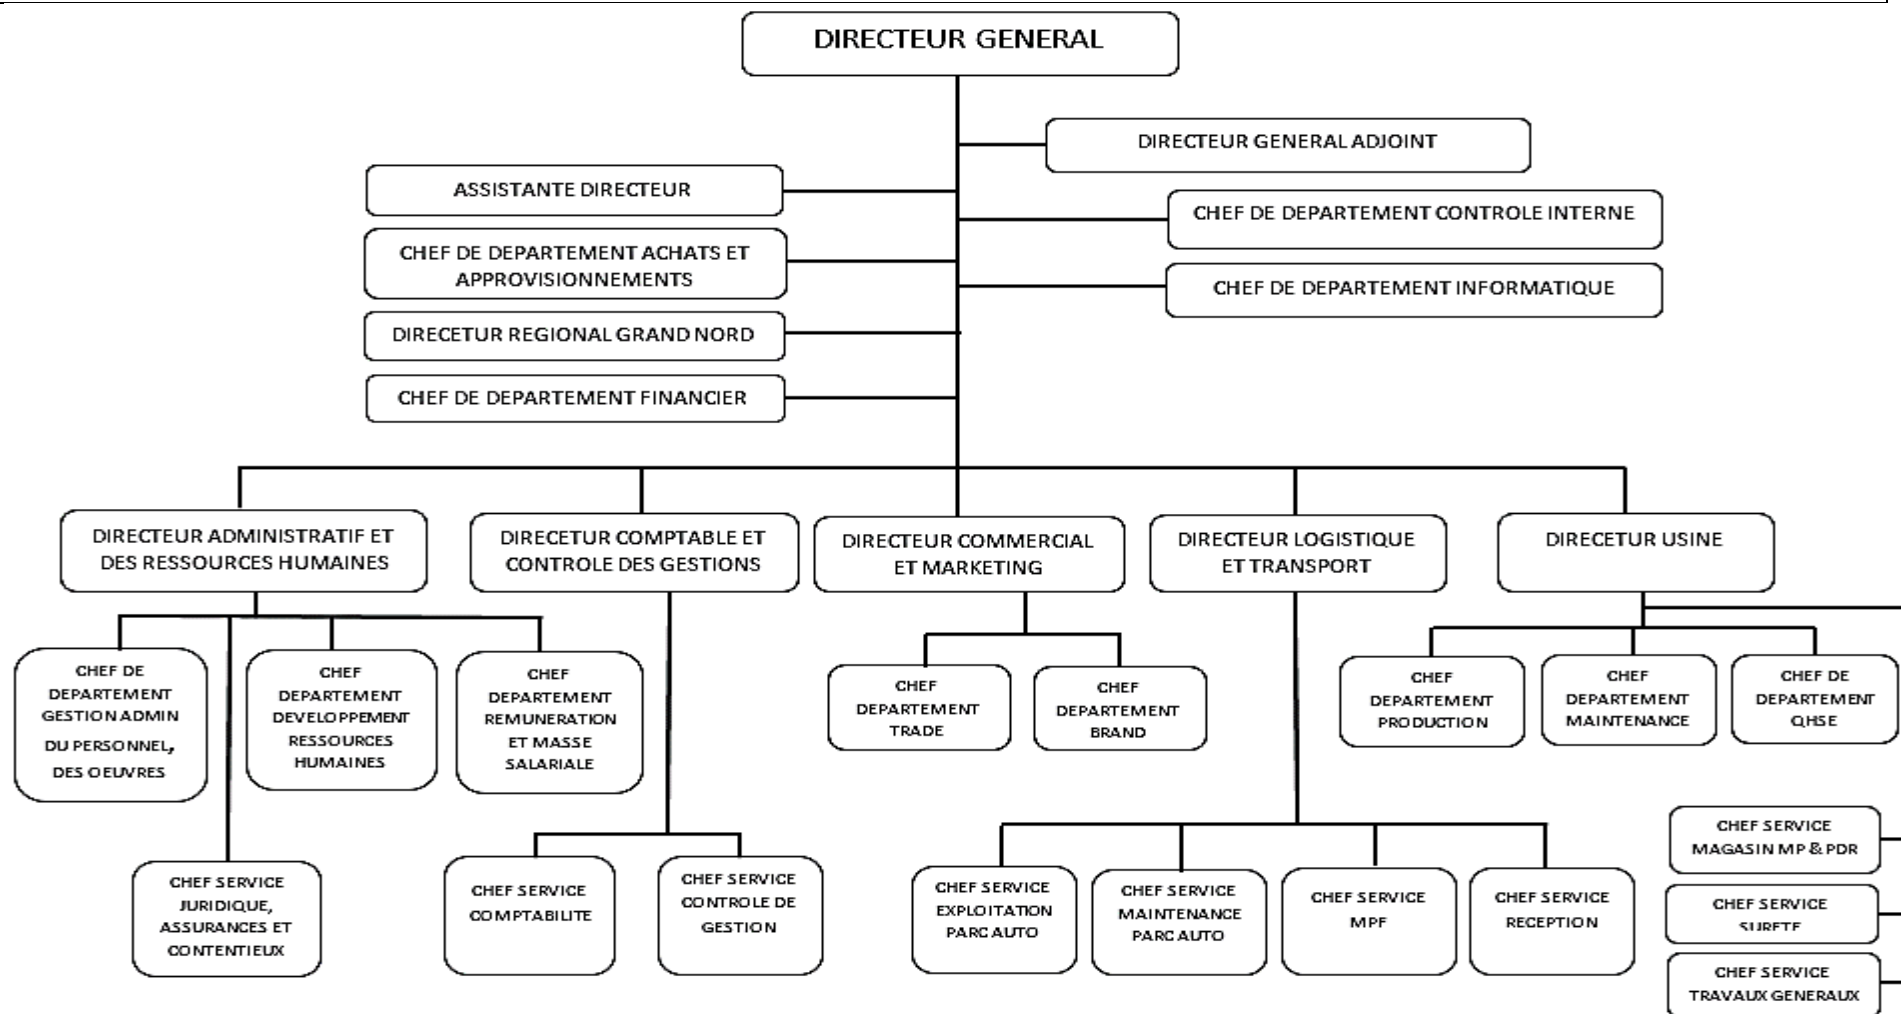 DIRECTEUR GENERAL
DIRECTEUR GENERAL ADJOINT
ASSISTANTE DIRECTEUR
CHEF DE DEPARTEMENT CONTROLE INTERNE
CHEF DE DEPARTEMENT ACHATS ET
APPROVISIONNEMENTS
CHEF DE DEPARTEMENT INFORMATIQUE
DIRECETUR REGIONAL GRAND NORD
CHEF DE DEPARTEMENT FINANCIER
DIRECTEUR ADMINISTRATIF ET
DES RESSOURCES HUMAINES
DIRECETUR COMPTABLE ET
CONTROLE DES GESTIONS
DIRECTEUR COMMERCIAL
ET MARKETING
DIRECTEUR LOGISTIQUE
ET TRANSPORT
DIRECETUR USINE
CHEF DE
DEPARTEMENT
GESTION ADMIN
DU PERSONNEL,
DES OEUVRES
CHEF
DEPARTEMENT
DEVELOPPEMENT
RESSOURCES
HUMAINES
CHEF
DEPARTEMENT
REMUNERATION
ET MASSE
SALARIALE
CHEF
DEPARTEMENT
TRADE
CHEF
DEPARTEMENT
BRAND
CHEF
DEPARTEMENT
PRODUCTION
CHEF
DEPARTEMENT
MAINTENANCE
CHEF DE
DEPARTEMENT
QHSE
CHEF SERVICE
JURIDIQUE,
ASSURANCES ET
CONTENTIEUX
CHEF SERVICE
COMPTABILITE
CHEF SERVICE
CONTROLE DE
GESTION
CHEF SERVICE
EXPLOITATION
PARC AUTO
CHEF SERVICE
MAINTENANCE
PARC AUTO
CHEF SERVICE
MPF
CHEF SERVICE
RECEPTION
CHEF SERVICE
MAGASIN MP & PDR
CHEF SERVICE
SURETE
CHEF SERVICE
TRAVAUX GENERAUX